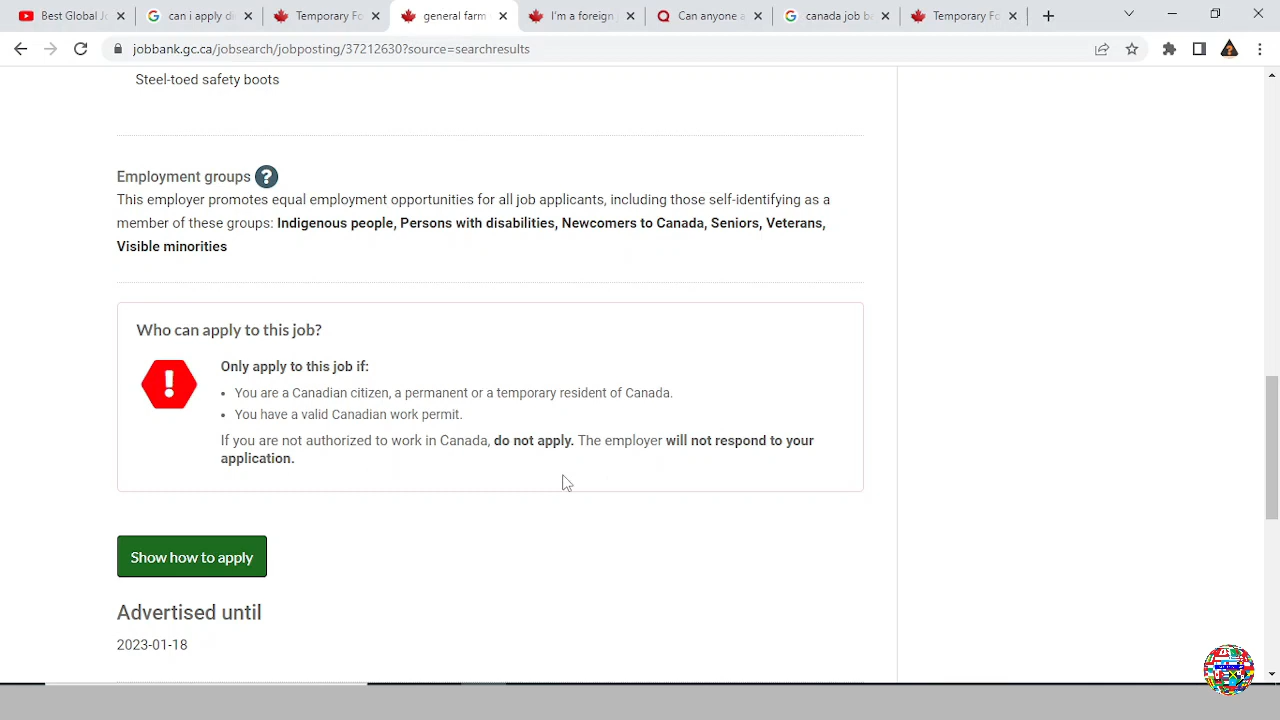 Best Global Jo
can i apply di
Temporary Fo
general farm
I'm a foreign
Can anyone a
canada job ba
Temporary Fo
jobbank.gc.ca/jobsearch/jobposting/37212630?source=searchresults
Steel-toed safety boots
Employment groups ?
This employer promotes equal employment opportunities for all job applicants, including those self-identifying as a
member of these groups: Indigenous people, Persons with disabilities, Newcomers to Canada, Seniors, Veterans,
Visible minorities
Who can apply to this job?
Only apply to this job if:
• You are a Canadian citizen, a permanent or a temporary resident of Canada.
• You have a valid Canadian work permit.
If you are not authorized to work in Canada, do not apply. The employer will not respond to your
application.
Show how to apply
Advertised until
2023-01-18